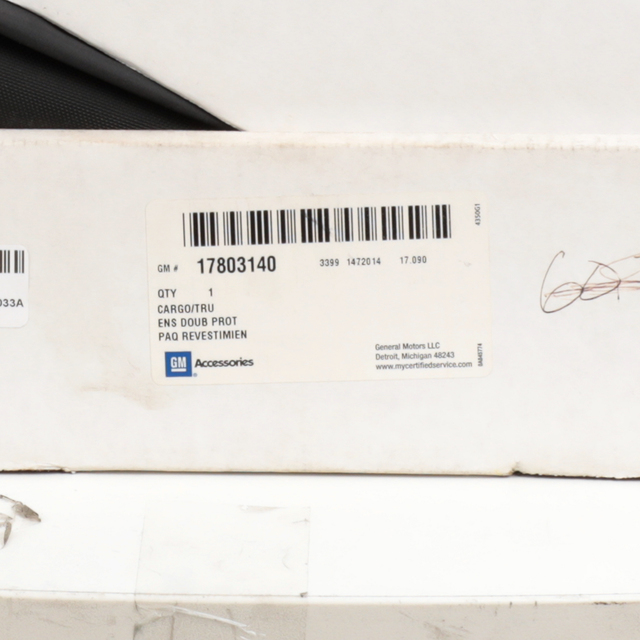 4350G1
GM # 17803140 3399 1472014 17.090
QTY 1
CARGO/TRU
ENS DOUB PROT
PAQ REVESTIMIEN
GM Accessories
General Motors LLC
Detroit, Michigan 48243
www.mycertifiedservice.com
033A